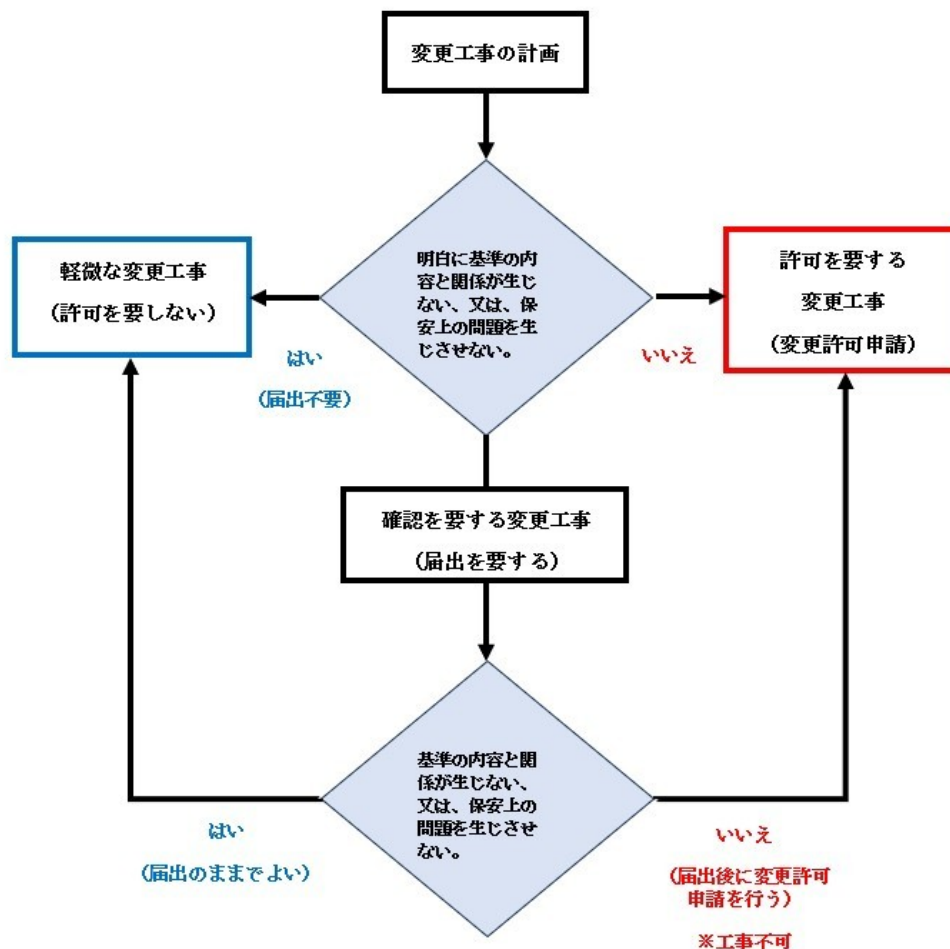 変更工事の計画
明白に基準の内
容と関係が生じ
ない、又は、保
安上の問題を生
じさせない。
軽微な変更工事
(許可を要しない)
許可を要する
変更工事
(変更許可申請)
はい
(届出不要)
いいえ
確認を要する変更工事
(届出を要する)
基準の内容と関
係が生じない、
又は、保安上の
問題を生じさせ
ない。
はい
(届出のままでよい)
いいえ
(届出後に変更許可
申請を行う)
※工事不可